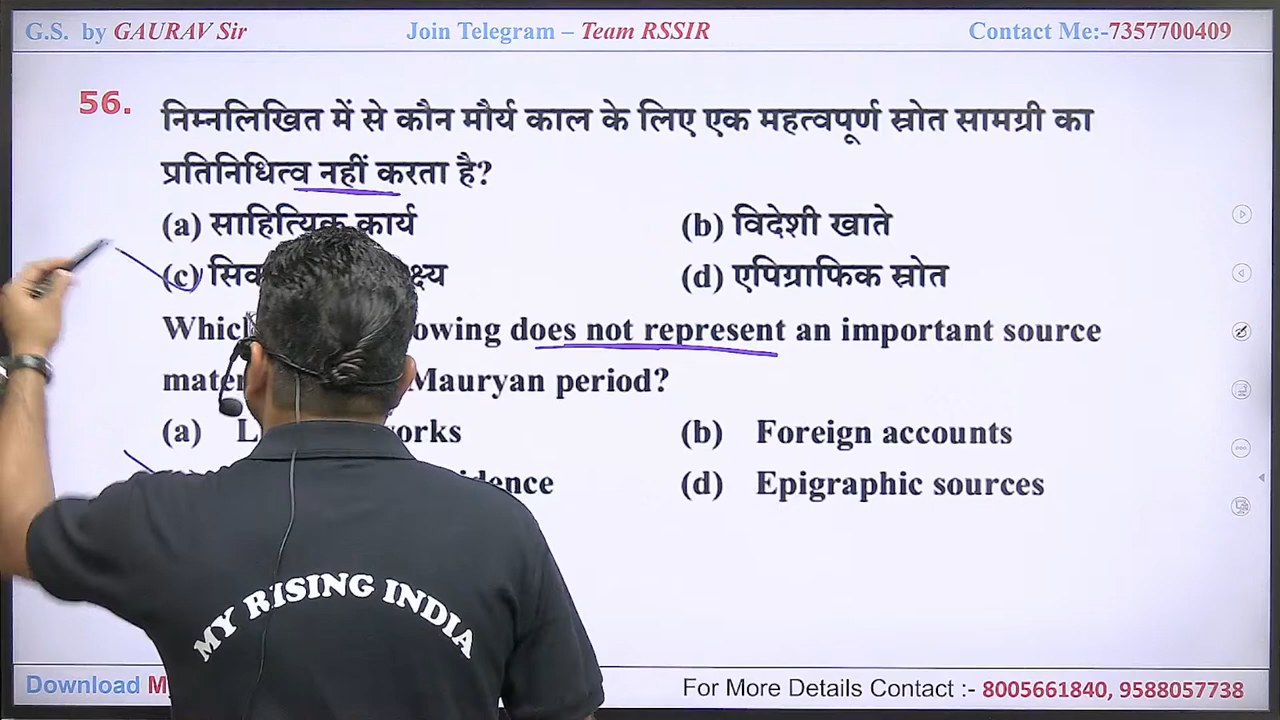 G.S. by GAURAV Sir
Join Telegram – Team RSSIR
Contact Me:-7357700409
56. निम्नलिखित में से कौन मौर्य काल के लिए एक महत्वपूर्ण स्रोत सामग्री का
प्रतिनिधित्व नहीं करता है?
(a) साहित्यिक कार्य (b) विदेशी खाते
(c) (d) एपिग्राफिक स्रोत
does not represent an important source
Mauryan period?
(a) (b) Foreign accounts
(d) Epigraphic sources
MY RISING INDIA
Download
For More Details Contact :- 8005661840, 9588057738